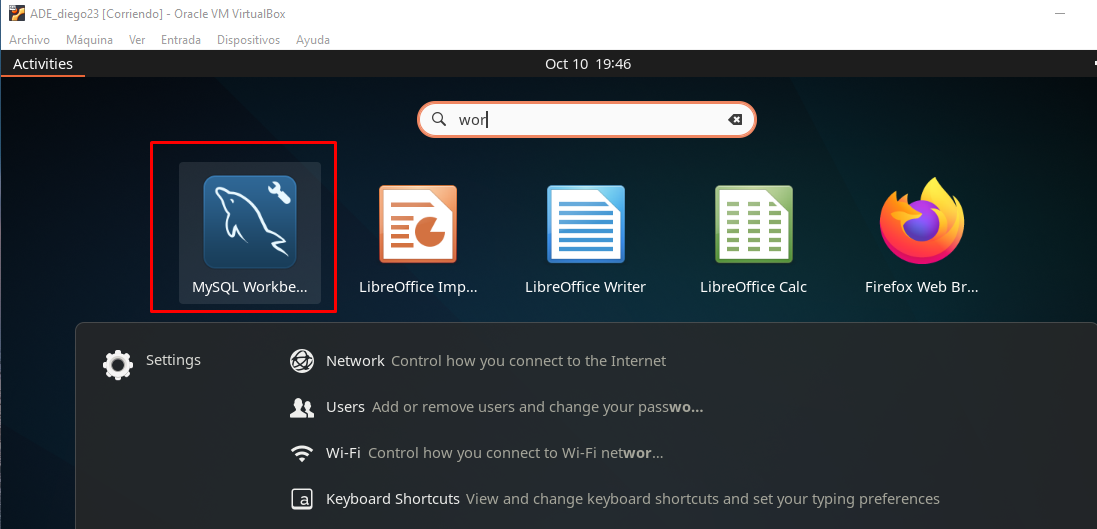 ADE_diego23 [Corriendo] - Oracle VM VirtualBox
Archivo Máquina Ver Entrada Dispositivos Ayuda
Activities Oct 10 19:46
wor
MySQL Workbe... LibreOffice Imp... LibreOffice Writer LibreOffice Calc Firefox Web Br...
Settings
Network Control how you connect to the Internet
Users Add or remove users and change your passwo...
Wi-Fi Control how you connect to Wi-Fi networ...
a Keyboard Shortcuts View and change keyboard shortcuts and set your typing preferences